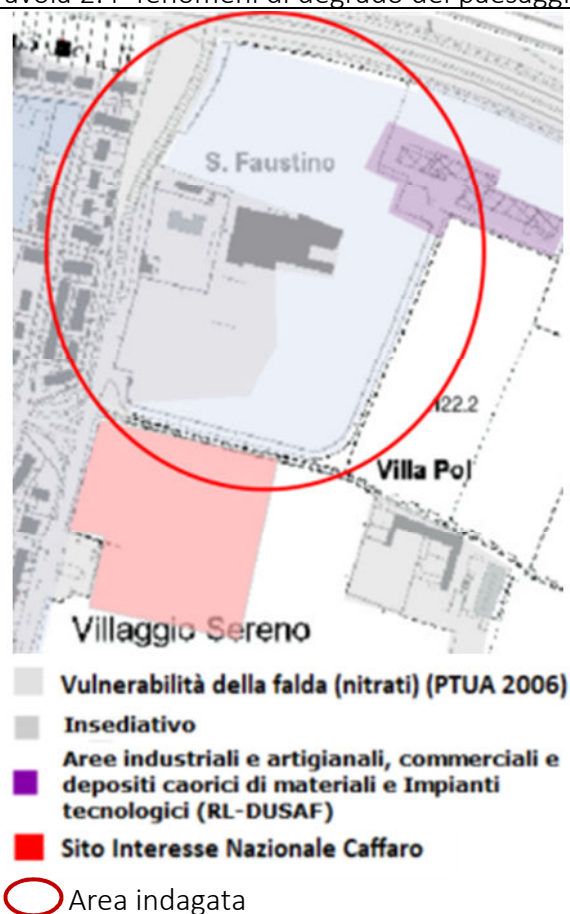 S. Faustino
122.2
Villa Pol
Villaggio Sereno
Vulnerabilità della falda (nitrati) (PTUA 2006)
Insediativo
Aree industriali e artigianali, commerciali e
depositi caorici di materiali e Impianti
tecnologici (RL-DUSAF)
Sito Interesse Nazionale Caffaro
Area indagata